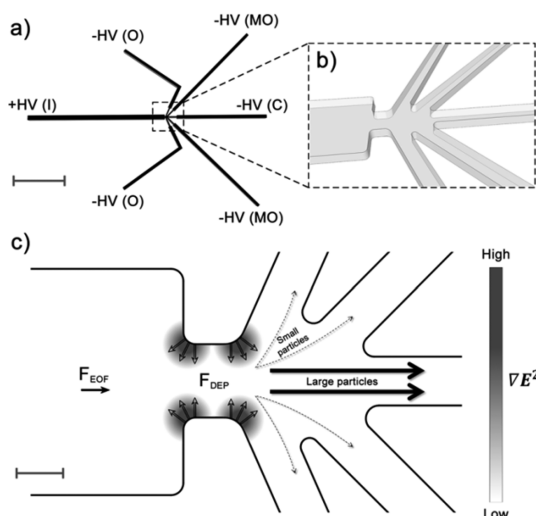 a)
-HV (O)
-HV (MO)
+HV (I)
-HV (C)
-HV (O)
-HV (MO)
b)
c)
High
Small
particles
F_EOF
F_DEP
Large particles
∇E²
Low